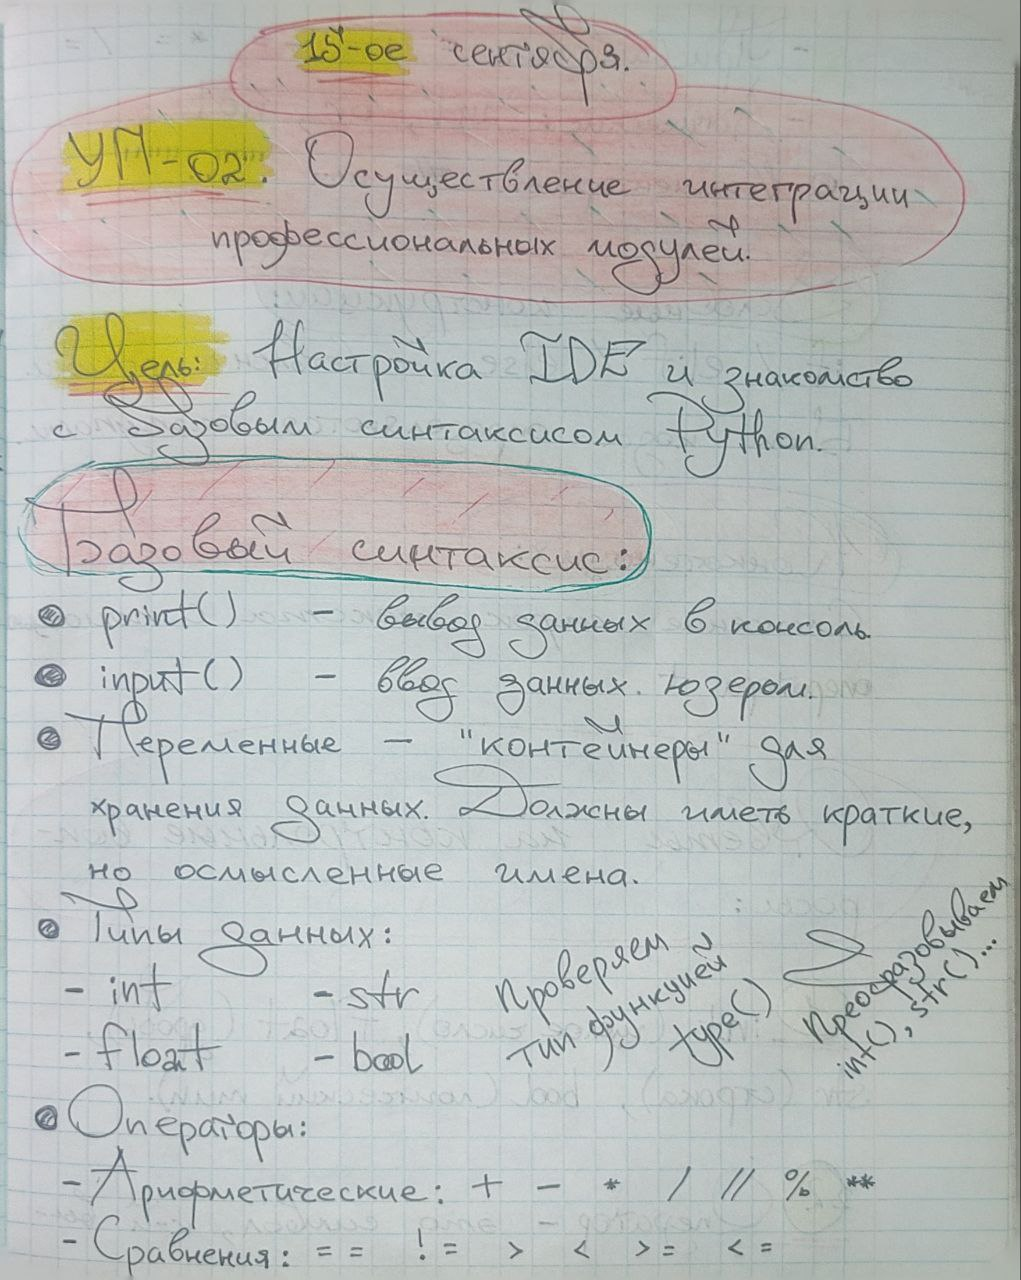 15-ое сентября.
УП-02. Осуществление интеграции
профессиональных модулей.
Цель: Настройка IDE и знакомство
с базовым синтаксисом Python.
Базовый синтаксис:
print() - вывод данных в консоль.
input() - ввод данных юзером.
Переменные - "контейнеры" для
хранения данных. Должны иметь краткие,
но осмысленные имена.
Типы данных:
- int - str
- float - bool
Проверяем
тип функцией
type()
Преобразовываем
int(), str()...
Операторы:
- Арифметические: + - * / // % **
- Сравнения: == != > < >= <=